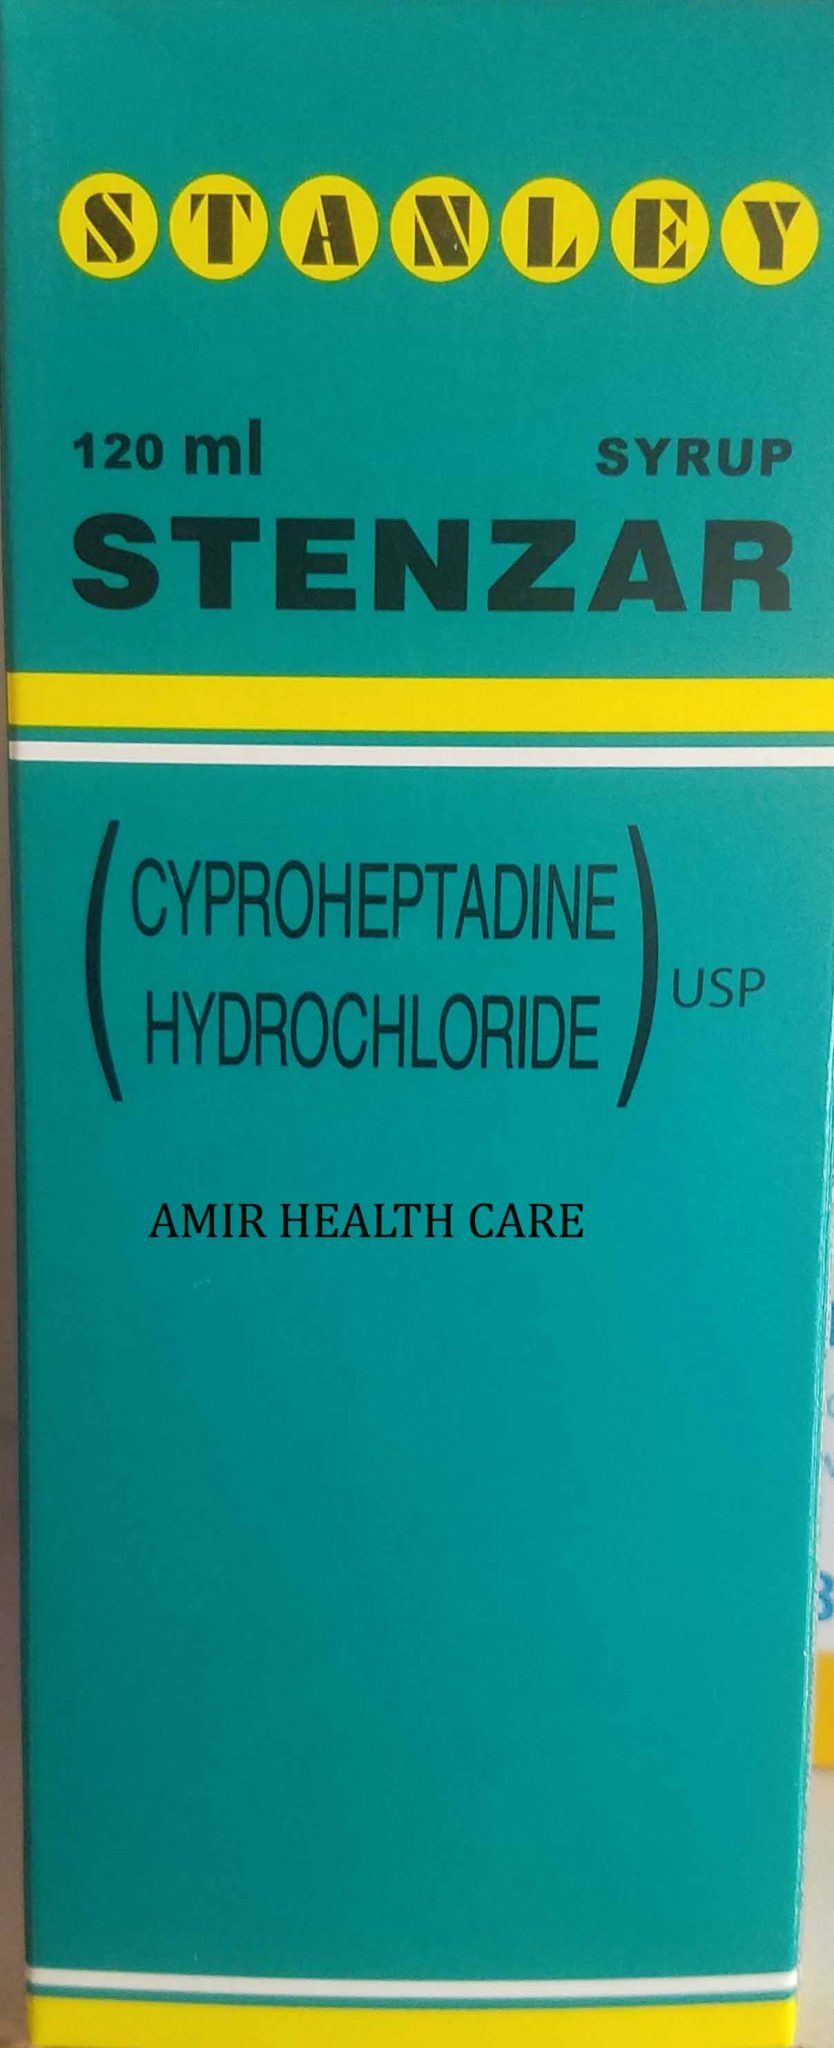 STANLEY
120 ml SYRUP
STENZAR
(CYPROHEPTADINE
HYDROCHLORIDE) USP
AMIR HEALTH CARE